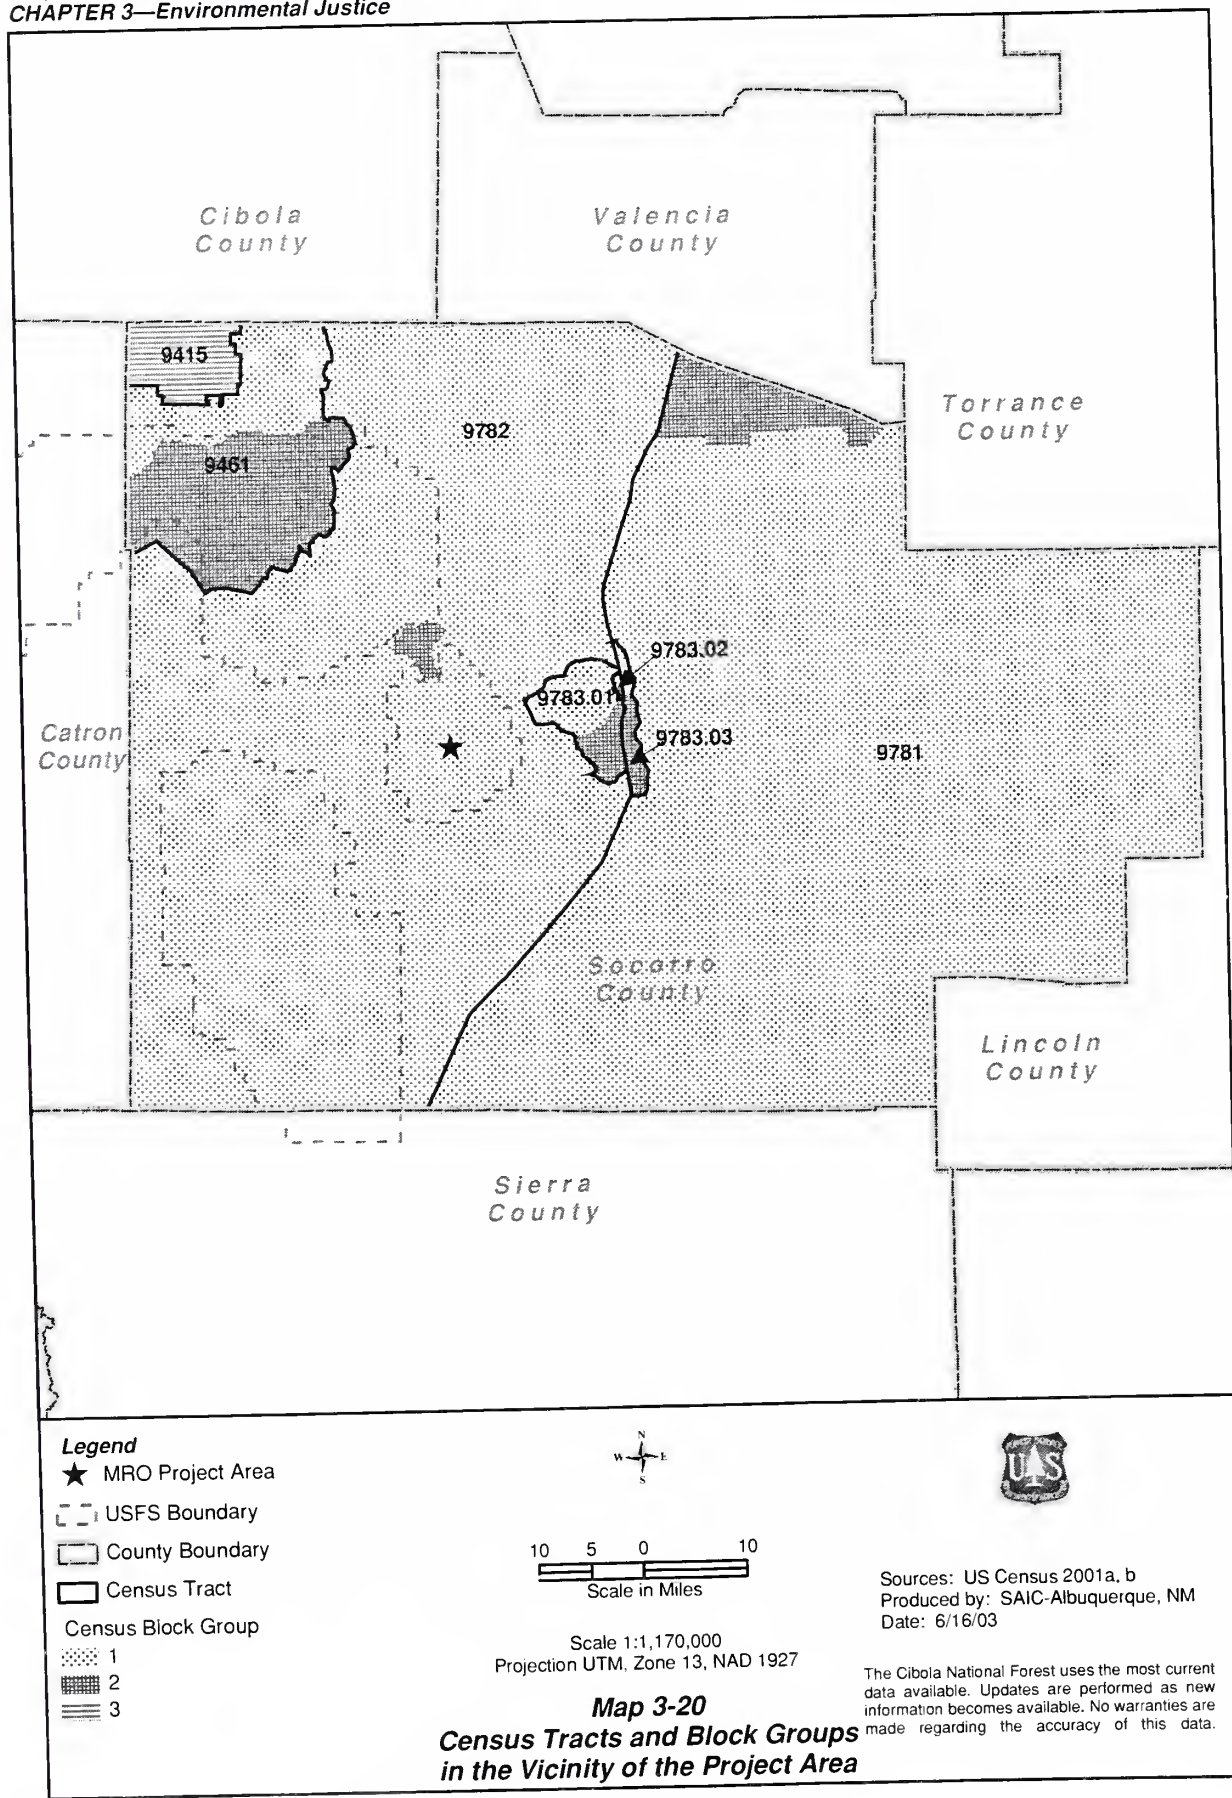 CHAPTER 3—Environmental Justice
Cibola
County
Valencia
County
9415
Torrance
County
9782
9461
9783.02
9783.01
9783.03
Catron
County
9781
Socorro
County
Lincoln
County
Sierra
County
Legend
MRO Project Area
USFS Boundary
County Boundary
Census Tract
Census Block Group
1
2
3
N
W E
S
10 5 0 10
Scale in Miles
Scale 1:1,170,000
Projection UTM, Zone 13, NAD 1927
Map 3-20
Census Tracts and Block Groups
in the Vicinity of the Project Area
US
Sources: US Census 2001a, b
Produced by: SAIC-Albuquerque, NM
Date: 6/16/03
The Cibola National Forest uses the most current
data available. Updates are performed as new
information becomes available. No warranties are
made regarding the accuracy of this data.